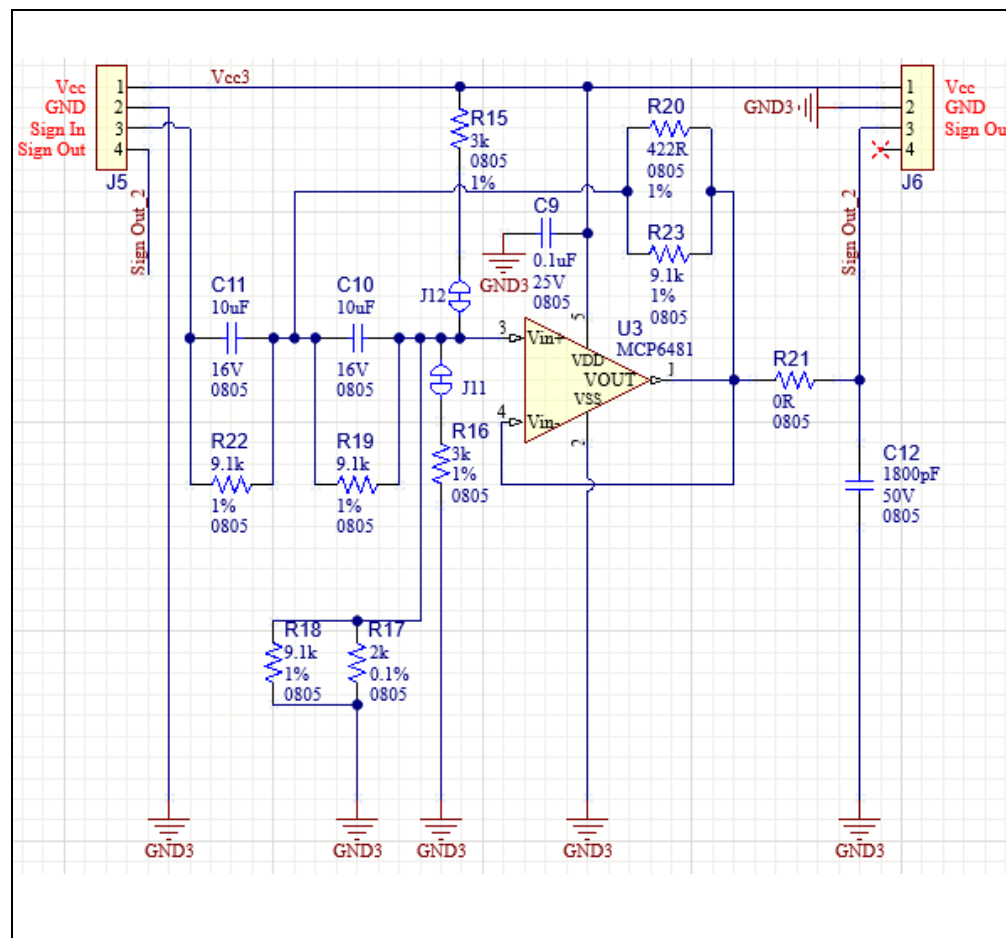 Vcc3
Vcc 1
GND 2
Sign In 3
Sign Out 4
J5
Sign Out_2
1 Vcc
GND3 2 GND
3 Sign Ou
4
J6
Sign Out_2
R15
3k
0805
1%
R20
422R
0805
1%
C9
0.1uF
25V
0805
GND3
R23
9.1k
1%
0805
C11
10uF
16V
0805
C10
10uF
16V
0805
J12
J11
3
Vin+
5
VDD
U3
MCP6481
VOUT
1
VSS
4
Vin-
2
R21
0R
0805
R22
9.1k
1%
0805
R19
9.1k
1%
0805
R16
3k
1%
0805
C12
1800pF
50V
0805
R18
9.1k
1%
0805
R17
2k
0.1%
0805
GND3
GND3
GND3
GND3
GND3